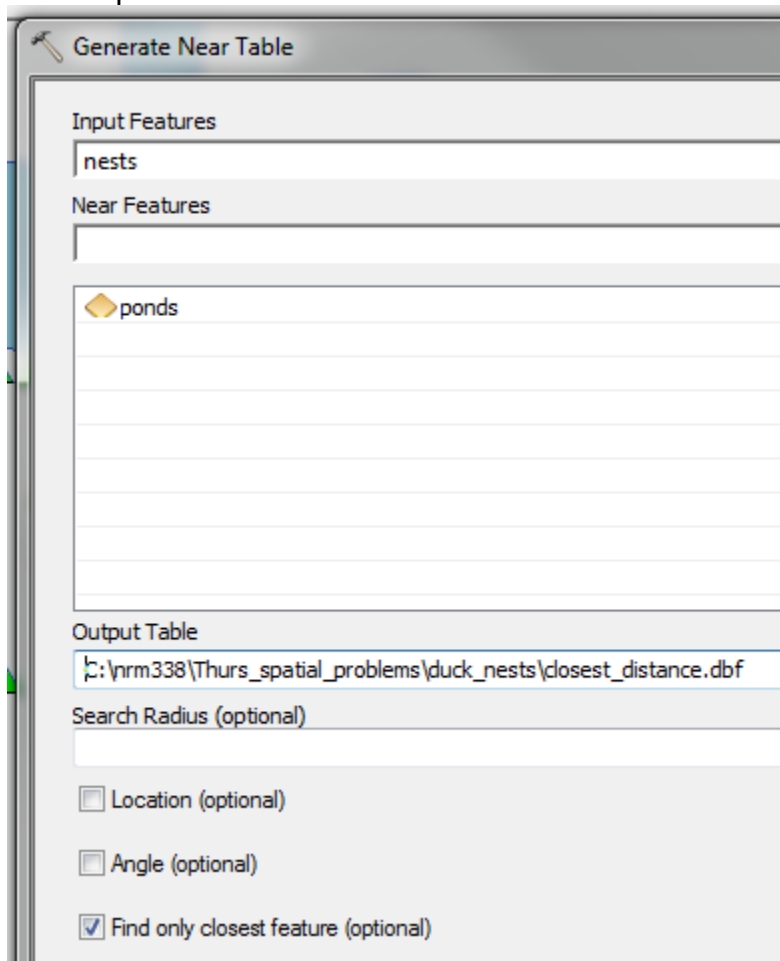 Generate Near Table
Input Features
nests
Near Features
ponds
Output Table
C:\nrm338\Thurs_spatial_problems\duck_nests\closest_distance.dbf
Search Radius (optional)
Location (optional)
Angle (optional)
Find only closest feature (optional)